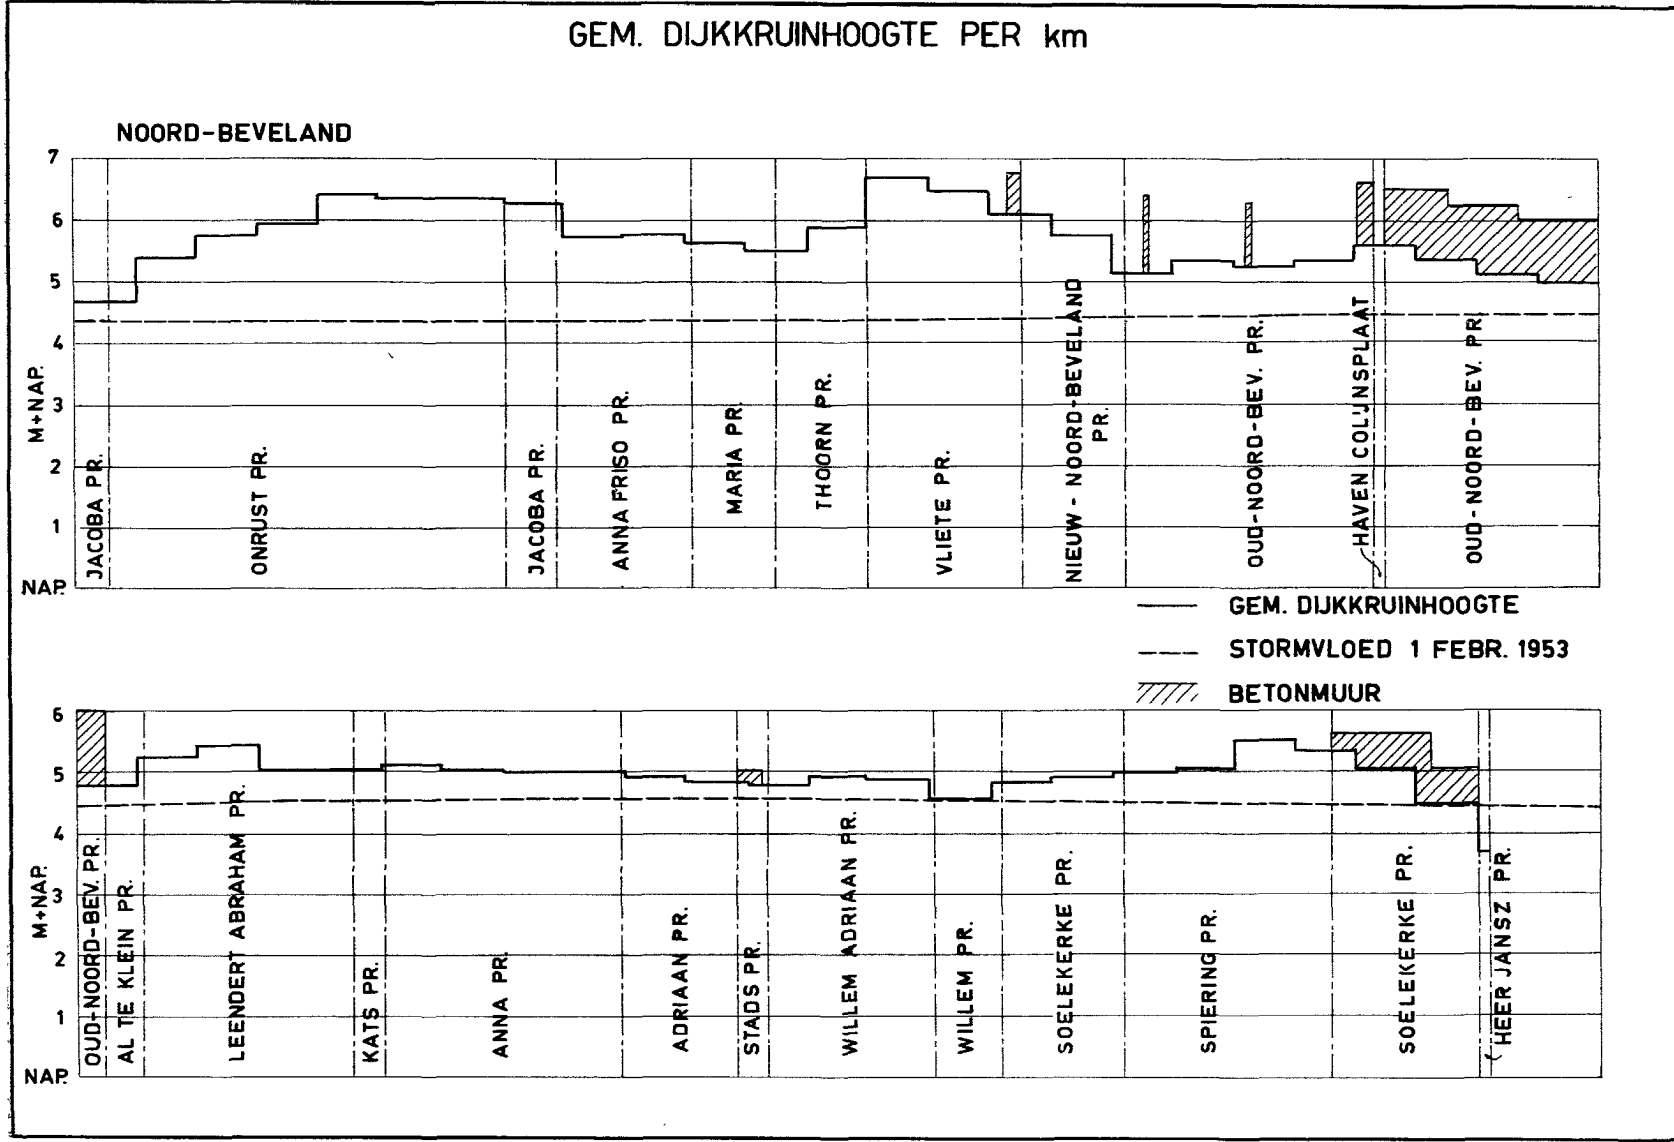 GEM. DIJKKRUINHOOGTE PER km
NOORD-BEVELAND
7
6
5
4
3
2
1
NAP.
M+NAP.
JACOBA PR.
ONRUST PR.
JACOBA PR.
ANNA FRISO PR.
MARIA PR.
THOORN PR.
VLIETE PR.
NIEUW-NOORD-BEVELAND
PR.
OUD-NOORD-BEV. PR.
HAVEN COLIJNSPLAAT
OUD-NOORD-BEV. PR.
GEM. DIJKKRUINHOOGTE
STORMVLOED 1 FEBR. 1953
BETONMUUR
6
5
4
3
2
1
NAP.
M+NAP.
OUD-NOORD-BEV. PR.
AL TE KLEIN PR.
LEENDERT ABRAHAM PR.
KATS PR.
ANNA PR.
ADRIAAN PR.
STADS PR.
WILLEM ADRIAAN PR.
WILLEM PR.
SOELEKERKE PR.
SPIERING PR.
SOELEKERKE PR.
HEER JANSZ PR.